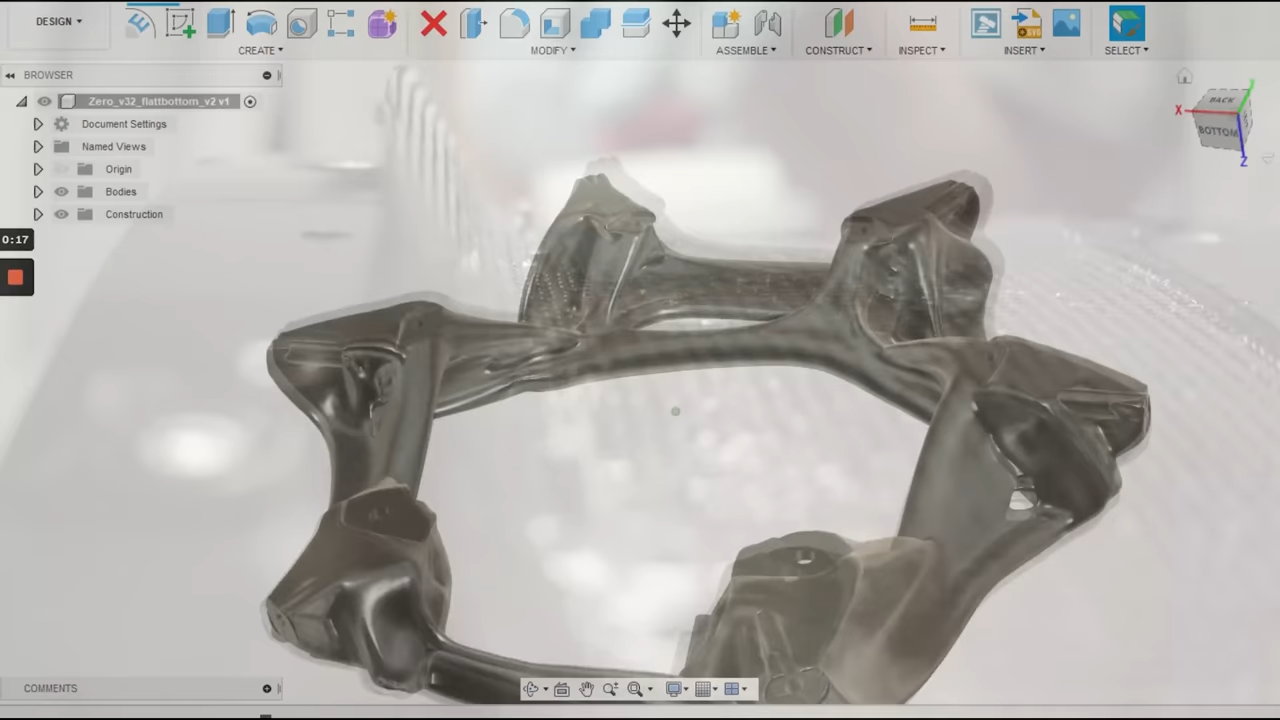 DESIGN
CREATE
MODIFY
ASSEMBLE
CONSTRUCT
INSPECT
SVG
INSERT
SELECT
BROWSER
Zero_v32_flattbottom_v2 v1
Document Settings
Named Views
Origin
Bodies
Construction
0:17
BACK
BOTTOM
X
Z
COMMENTS